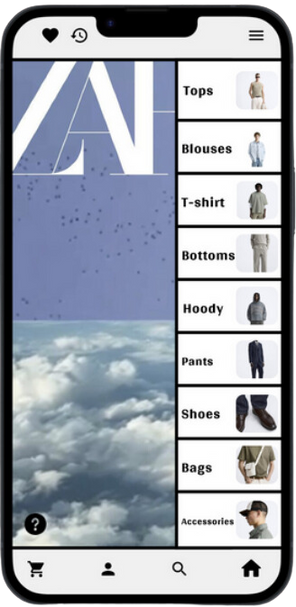 ZA
Tops
Blouses
T-shirt
Bottoms
Hoody
Pants
Shoes
Bags
Accessories
?